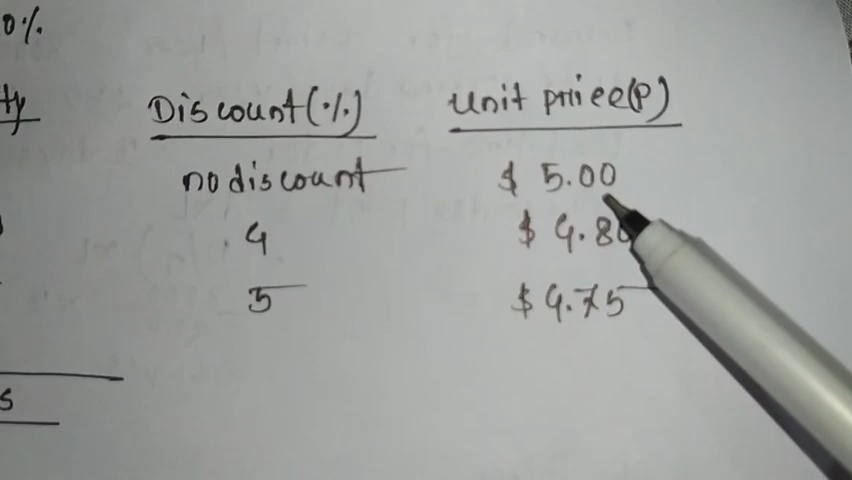 0%
ty Discount(%) Unit price(P)
no discount $ 5.00
4 $ 4.80
5 $ 4.75
s